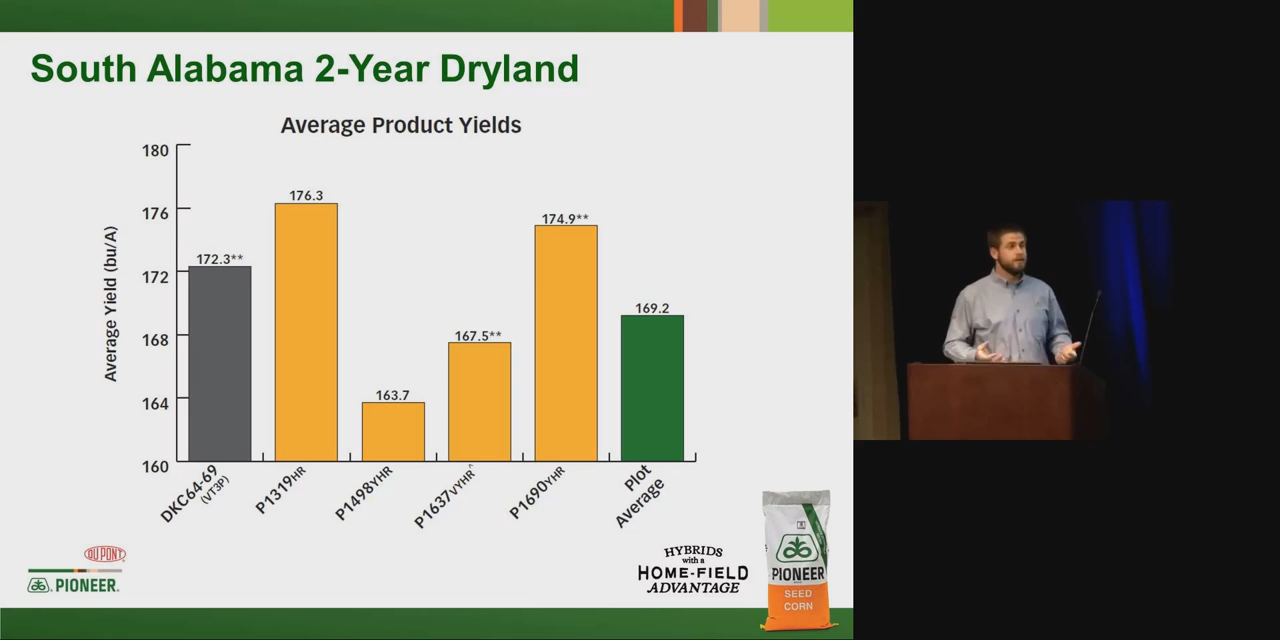 South Alabama 2-Year Dryland
Average Product Yields
Average Yield (bu/A)
180
176
172
168
164
160
172.3**
176.3
163.7
167.5**
174.9**
169.2
DKC64-69
(VT3P)
P1319HR
P1498YHR
P1637VYHR^
P1690YHR
Plot
Average
DU PONT
PIONEER
HYBRIDS
with a
HOME-FIELD
ADVANTAGE
PIONEER
SEED
CORN